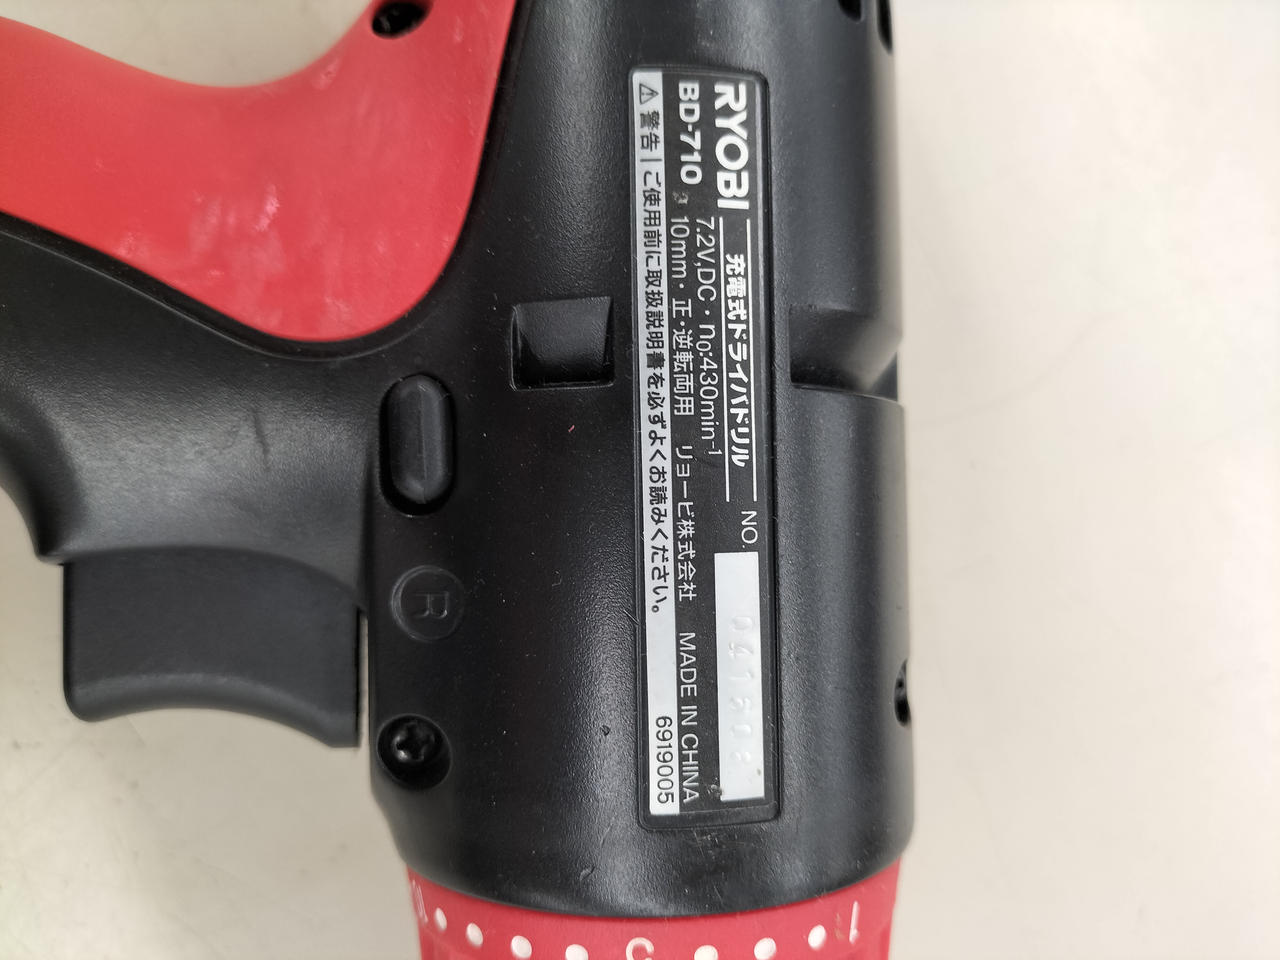 RYOBI 充電式ドライバドリル NO.
BD-710 7.2V,DC・n₀:430min⁻¹
10mm・正・逆転両用 リョービ株式会社 MADE IN CHINA
⚠警告 | ご使用前に取扱説明書を必ずよくお読みください。 6919005
R
1